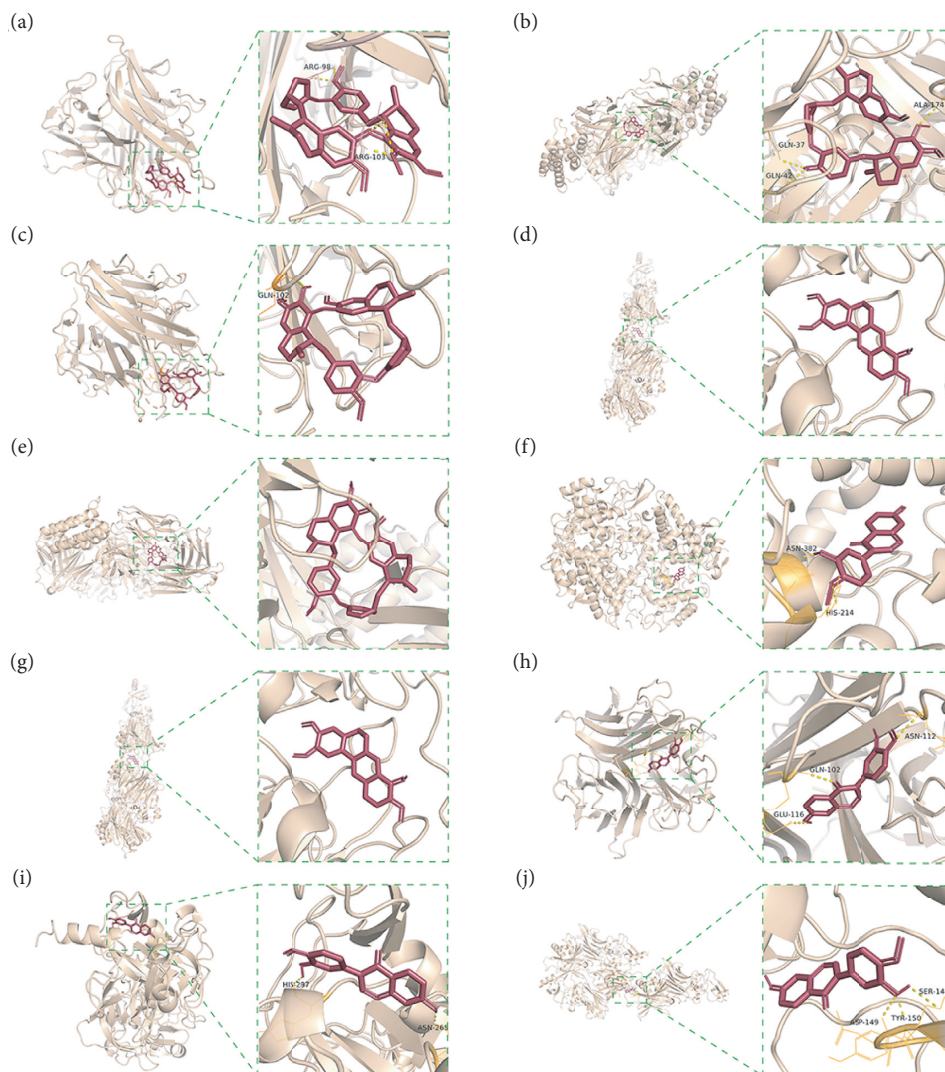 (a)
ARG-98
ARG-103
(b)
ALA-174
GLN-37
GLN-42
(c)
GLN-102
(d)
(e)
(f)
ASN-382
HIS-214
(g)
(h)
ASN-112
GLN-102
GLU-116
(i)
HIS-297
ASN-265
(j)
SER-14
ASP-149
TYR-150